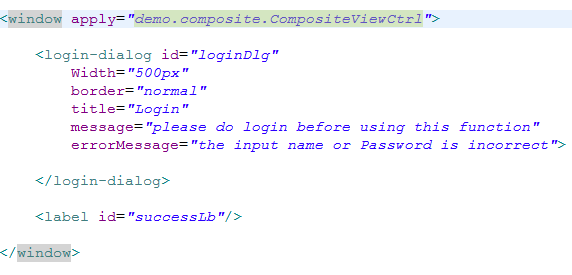 <window apply="demo.composite.CompositeViewCtrl">
<login-dialog id="loginDlg"
Width="500px"
border="normal"
title="Login"
message="please do login before using this function"
errorMessage="the input name or Password is incorrect">
</login-dialog>
<label id="successLb"/>
</window>